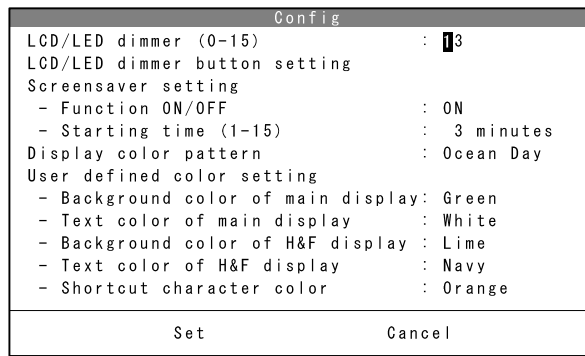 Config
LCD/LED dimmer (0-15) : 13
LCD/LED dimmer button setting
Screensaver setting
- Function ON/OFF : ON
- Starting time (1-15) : 3 minutes
Display color pattern : Ocean Day
User defined color setting
- Background color of main display: Green
- Text color of main display : White
- Background color of H&F display : Lime
- Text color of H&F display : Navy
- Shortcut character color : Orange
Set Cancel